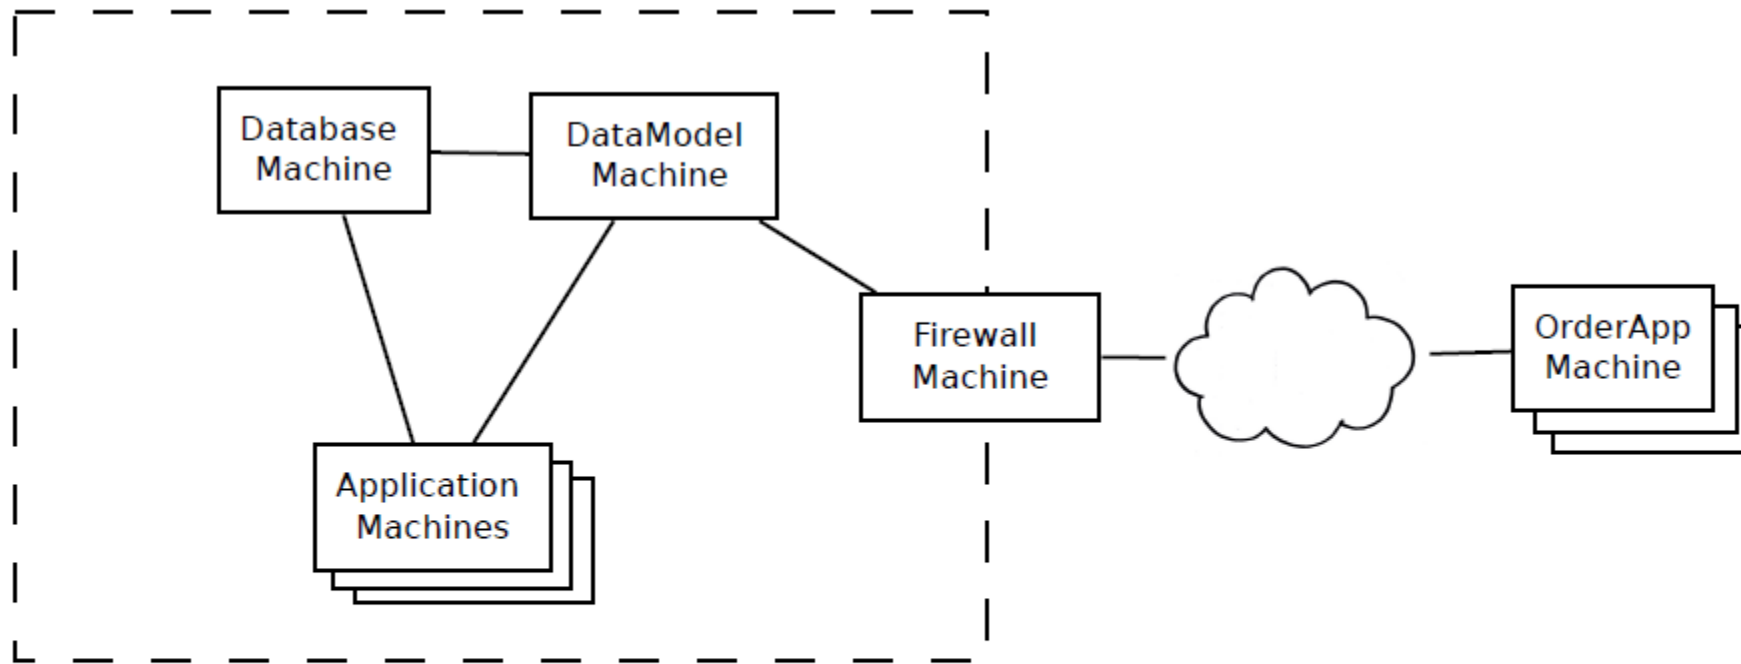 Database
Machine
DataModel
Machine
Firewall
Machine
OrderApp
Machine
Application
Machines